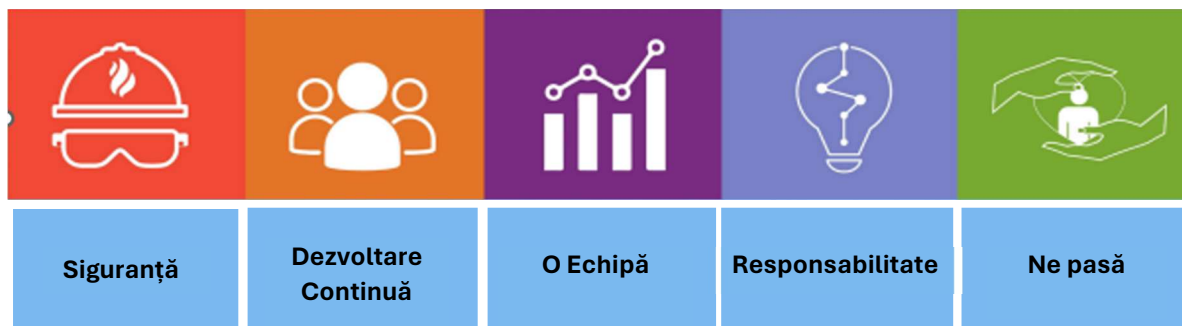 Siguranță
Dezvoltare
Continuă
O Echipă
Responsabilitate
Ne pasă